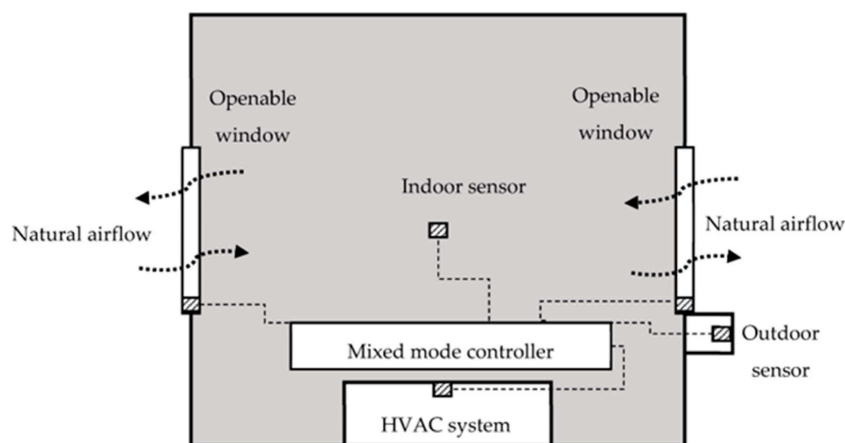 Openable
window
Openable
window
Indoor sensor
Natural airflow
Natural airflow
Mixed mode controller
Outdoor
sensor
HVAC system